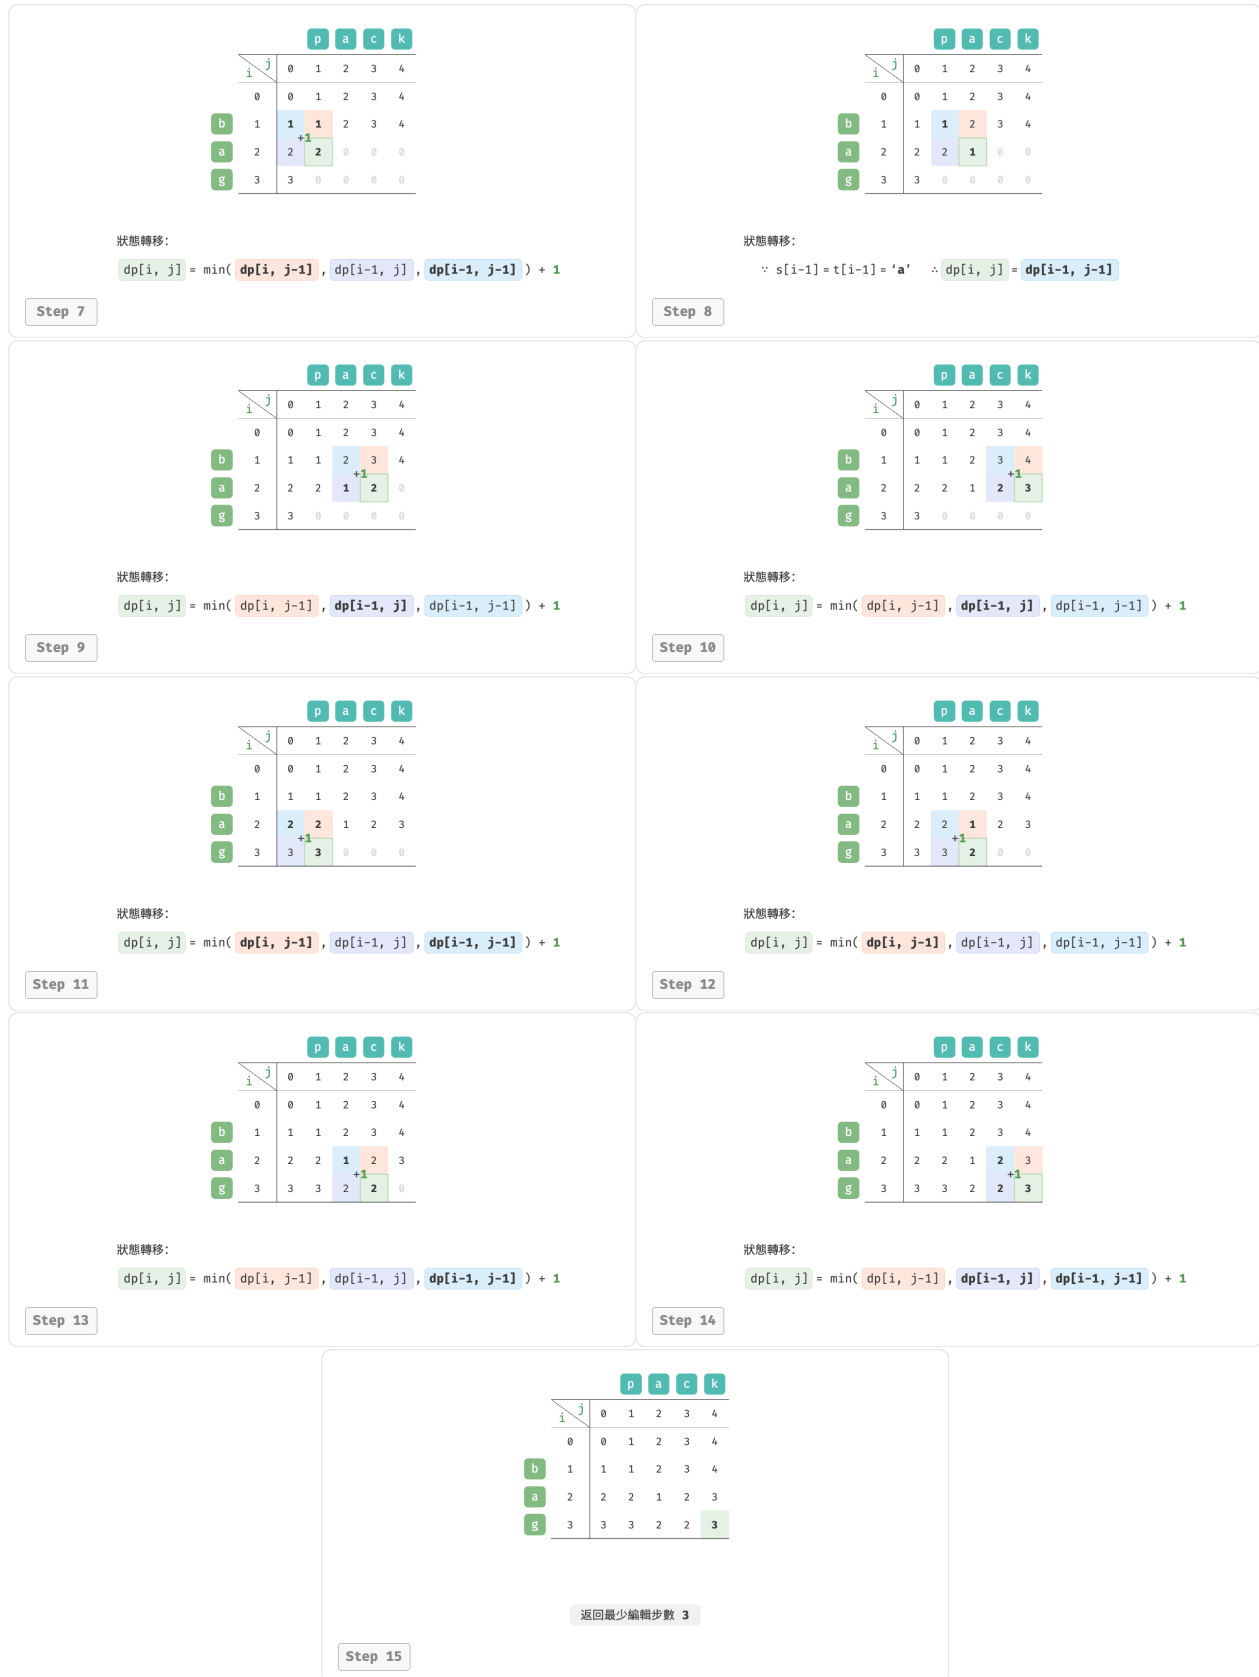 p a c k
j
i 0 1 2 3 4
0 0 1 2 3 4
b 1 1 1 2 3 4
+1
a 2 2 2 0 0 0
g 3 3 0 0 0 0
狀態轉移:
dp[i, j] = min( dp[i, j-1] , dp[i-1, j] , dp[i-1, j-1] ) + 1
Step 7
p a c k
j
i 0 1 2 3 4
0 0 1 2 3 4
b 1 1 1 2 3 4
a 2 2 2 1 0 0
g 3 3 0 0 0 0
狀態轉移:
∵ s[i-1] = t[i-1] = ‘a’ ∴ dp[i, j] = dp[i-1, j-1]
Step 8
p a c k
j
i 0 1 2 3 4
0 0 1 2 3 4
b 1 1 1 2 3 4
+1
a 2 2 2 1 2 0
g 3 3 0 0 0 0
狀態轉移:
dp[i, j] = min( dp[i, j-1] , dp[i-1, j] , dp[i-1, j-1] ) + 1
Step 9
p a c k
j
i 0 1 2 3 4
0 0 1 2 3 4
b 1 1 1 2 3 4
+1
a 2 2 2 1 2 3
g 3 3 0 0 0 0
狀態轉移:
dp[i, j] = min( dp[i, j-1] , dp[i-1, j] , dp[i-1, j-1] ) + 1
Step 10
p a c k
j
i 0 1 2 3 4
0 0 1 2 3 4
b 1 1 1 2 3 4
a 2 2 2 1 2 3
+1
g 3 3 3 0 0 0
狀態轉移:
dp[i, j] = min( dp[i, j-1] , dp[i-1, j] , dp[i-1, j-1] ) + 1
Step 11
p a c k
j
i 0 1 2 3 4
0 0 1 2 3 4
b 1 1 1 2 3 4
a 2 2 2 1 2 3
+1
g 3 3 3 2 0 0
狀態轉移:
dp[i, j] = min( dp[i, j-1] , dp[i-1, j] , dp[i-1, j-1] ) + 1
Step 12
p a c k
j
i 0 1 2 3 4
0 0 1 2 3 4
b 1 1 1 2 3 4
a 2 2 2 1 2 3
+1
g 3 3 3 2 2 0
狀態轉移:
dp[i, j] = min( dp[i, j-1] , dp[i-1, j] , dp[i-1, j-1] ) + 1
Step 13
p a c k
j
i 0 1 2 3 4
0 0 1 2 3 4
b 1 1 1 2 3 4
a 2 2 2 1 2 3
+1
g 3 3 3 2 2 3
狀態轉移:
dp[i, j] = min( dp[i, j-1] , dp[i-1, j] , dp[i-1, j-1] ) + 1
Step 14
p a c k
j
i 0 1 2 3 4
0 0 1 2 3 4
b 1 1 1 2 3 4
a 2 2 2 1 2 3
g 3 3 3 2 2 3
返回最少編輯步數 3
Step 15